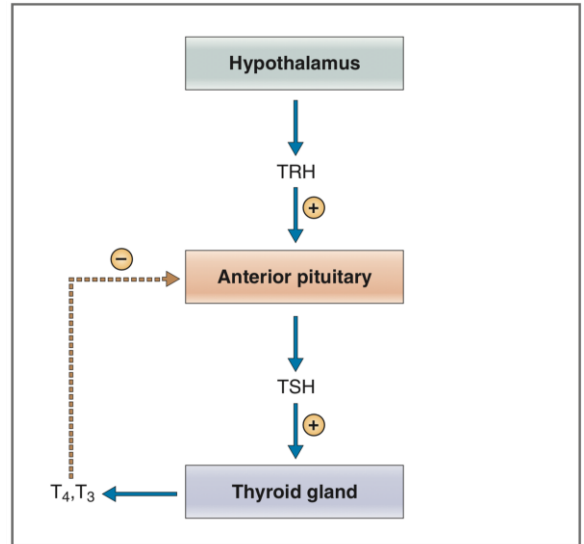 Hypothalamus
TRH
+
−
Anterior pituitary
TSH
+
T₄,T₃
Thyroid gland